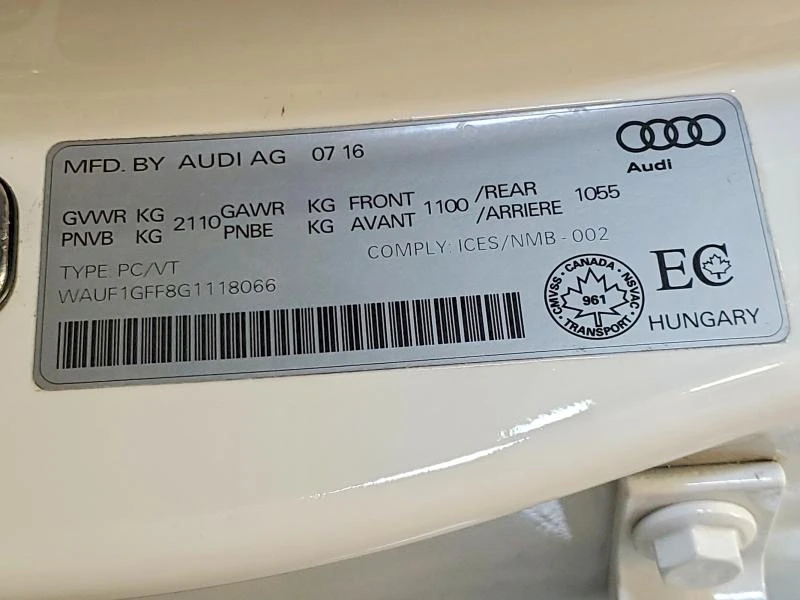 MFD. BY AUDI AG 07 16
Audi
GVWR KG 2110 GAWR KG FRONT 1100 /REAR 1055
PNVB KG PNBE KG AVANT /ARRIERE
COMPLY: ICES/NMB - 002
TYPE PC/VT
WAUF1GFF8G1118066
CMVSS · CANADA · NSVAC
961
TRANSPORT
EC
HUNGARY